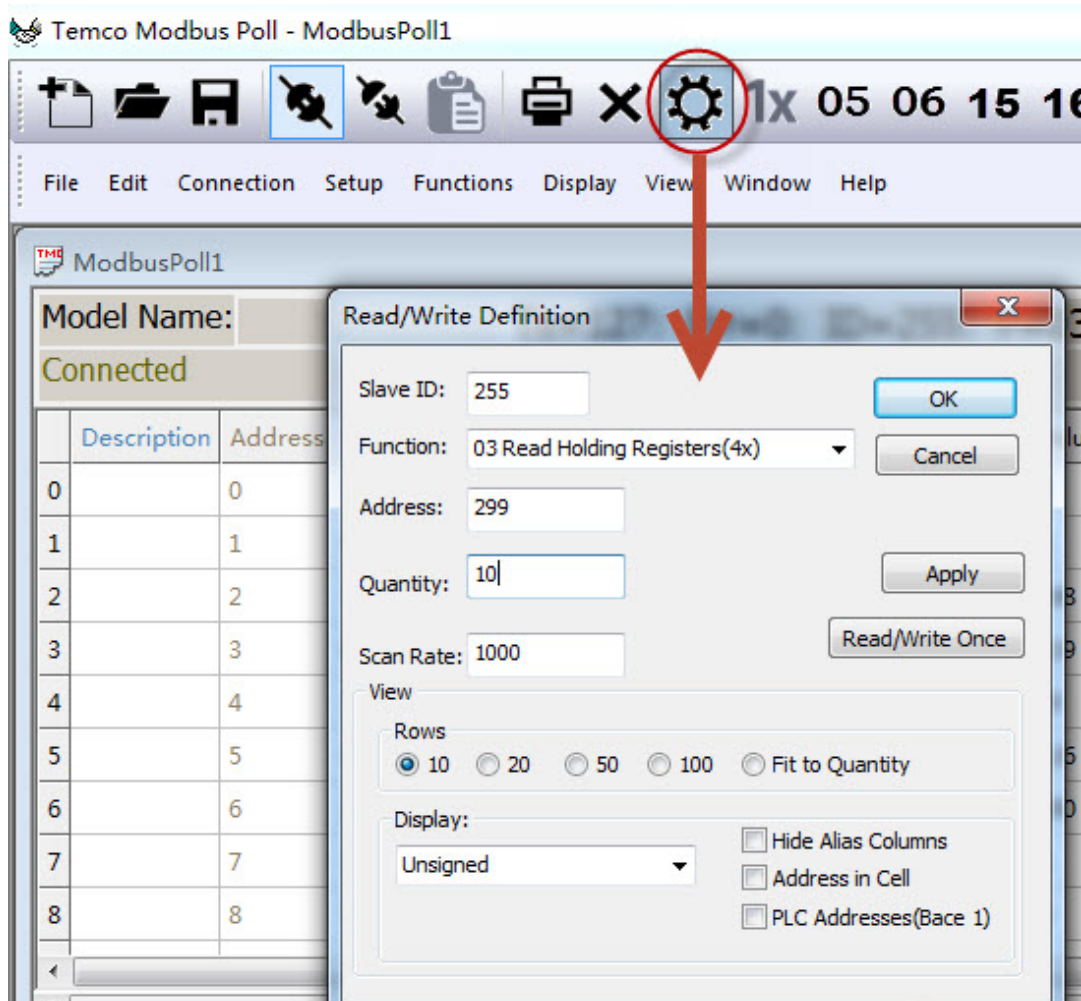 Temco Modbus Poll - ModbusPoll1
1x 05 06 15 16
File Edit Connection Setup Functions Display View Window Help
TMD ModbusPoll1
Model Name:
Connected
Description Address
0 0
1 1
2 2
3 3
4 4
5 5
6 6
7 7
8 8
Read/Write Definition
Slave ID: 255 OK
Function: 03 Read Holding Registers(4x) Cancel
Address: 299
Quantity: 10 Apply
Scan Rate: 1000 Read/Write Once
View
Rows
10 20 50 100 Fit to Quantity
Display:
Unsigned
Hide Alias Columns
Address in Cell
PLC Addresses(Bace 1)